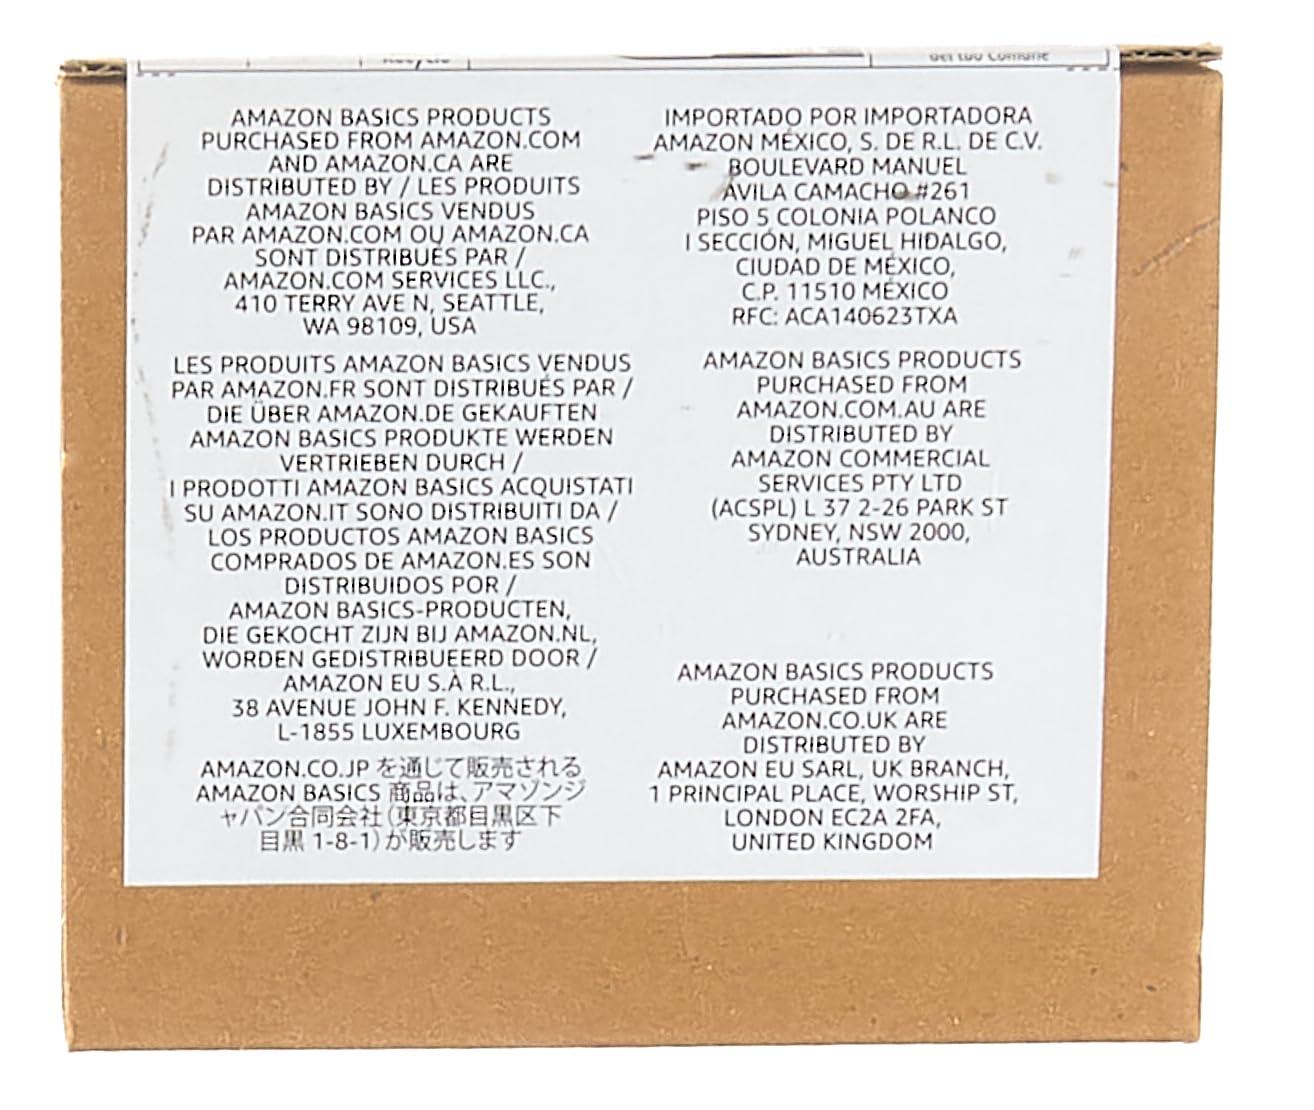 Recycle
del tuo Comune
AMAZON BASICS PRODUCTS
PURCHASED FROM AMAZON.COM
AND AMAZON.CA ARE
DISTRIBUTED BY / LES PRODUITS
AMAZON BASICS VENDUS
PAR AMAZON.COM OU AMAZON.CA
SONT DISTRIBUÉS PAR /
AMAZON.COM SERVICES LLC.,
410 TERRY AVE N, SEATTLE,
WA 98109, USA
LES PRODUITS AMAZON BASICS VENDUS
PAR AMAZON.FR SONT DISTRIBUÉS PAR /
DIE ÜBER AMAZON.DE GEKAUFTEN
AMAZON BASICS PRODUKTE WERDEN
VERTRIEBEN DURCH /
I PRODOTTI AMAZON BASICS ACQUISTATI
SU AMAZON.IT SONO DISTRIBUITI DA /
LOS PRODUCTOS AMAZON BASICS
COMPRADOS DE AMAZON.ES SON
DISTRIBUIDOS POR /
AMAZON BASICS-PRODUCTEN,
DIE GEKOCHT ZIJN BIJ AMAZON.NL,
WORDEN GEDISTRIBUEERD DOOR /
AMAZON EU S.À R.L.,
38 AVENUE JOHN F. KENNEDY,
L-1855 LUXEMBOURG
AMAZON.CO.JP を通じて販売される
AMAZON BASICS 商品は、アマゾンジ
ャパン合同会社(東京都目黒区下
目黒 1-8-1)が販売します
IMPORTADO POR IMPORTADORA
AMAZON MÉXICO, S. DE R.L. DE C.V.
BOULEVARD MANUEL
ÁVILA CAMACHO #261
PISO 5 COLONIA POLANCO
I SECCIÓN, MIGUEL HIDALGO,
CIUDAD DE MÉXICO,
C.P. 11510 MÉXICO
RFC: ACA140623TXA
AMAZON BASICS PRODUCTS
PURCHASED FROM
AMAZON.COM.AU ARE
DISTRIBUTED BY
AMAZON COMMERCIAL
SERVICES PTY LTD
(ACSPL) L 37 2-26 PARK ST
SYDNEY, NSW 2000,
AUSTRALIA
AMAZON BASICS PRODUCTS
PURCHASED FROM
AMAZON.CO.UK ARE
DISTRIBUTED BY
AMAZON EU SARL, UK BRANCH,
1 PRINCIPAL PLACE, WORSHIP ST,
LONDON EC2A 2FA,
UNITED KINGDOM